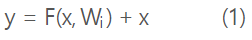 y = F(x, Wᵢ) + x (1)